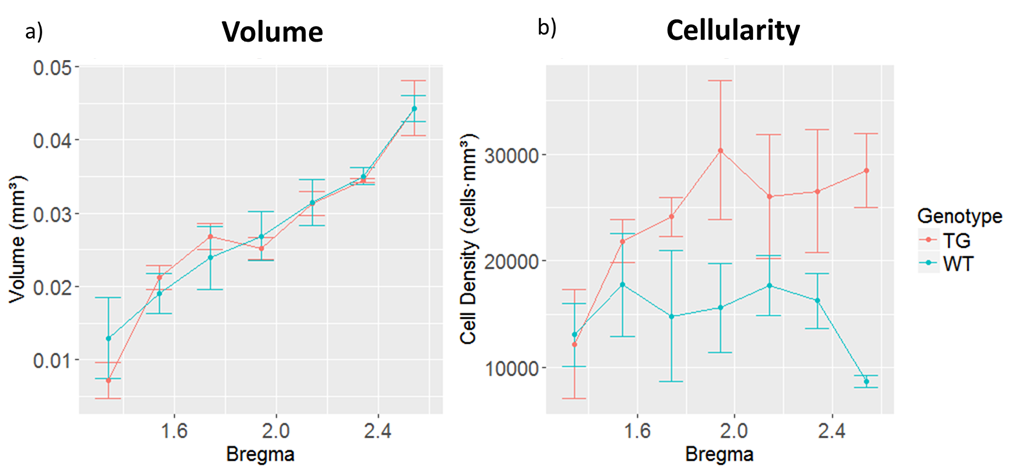 a)
Volume
0.05
0.04
0.03
0.02
0.01
Volume (mm³)
1.6
2.0
2.4
Bregma
b)
Cellularity
30000
20000
10000
Cell Density (cells·mm³)
1.6
2.0
2.4
Bregma
Genotype
TG
WT